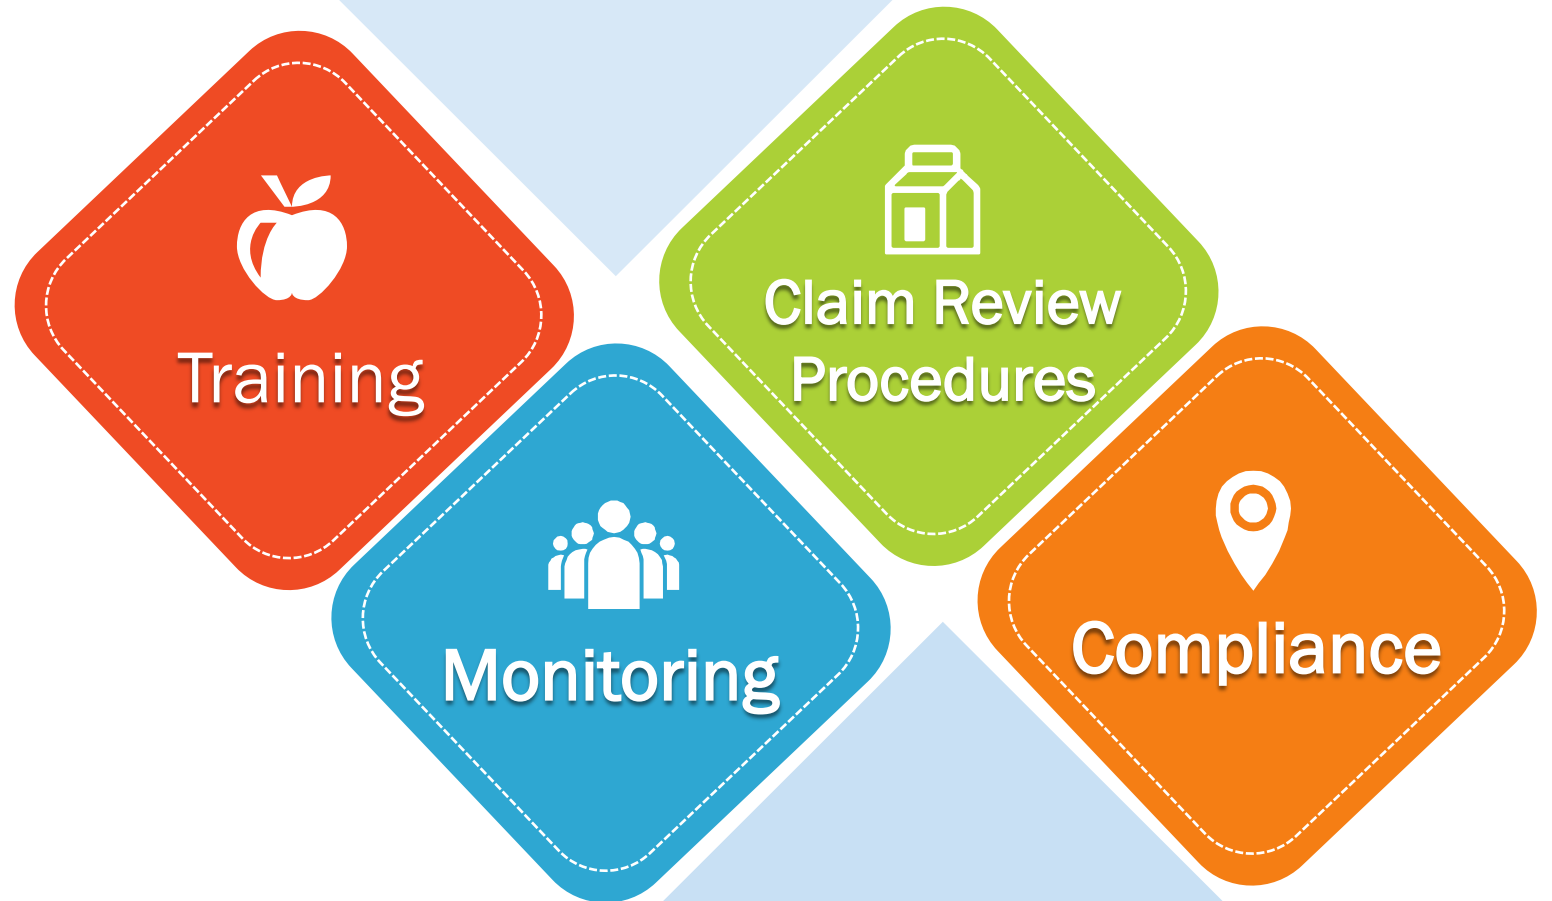 Training
Monitoring
Claim Review
Procedures
Compliance